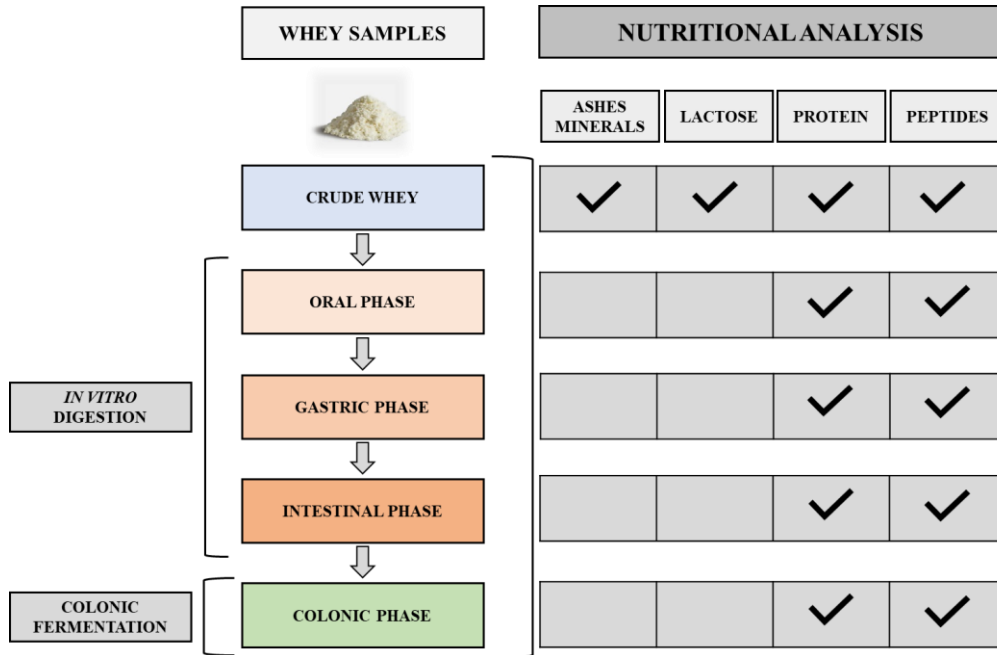 WHEY SAMPLES
NUTRITIONAL ANALYSIS
ASHES
MINERALS
LACTOSE
PROTEIN
PEPTIDES
CRUDE WHEY
ORAL PHASE
IN VITRO
DIGESTION
GASTRIC PHASE
INTESTINAL PHASE
COLONIC
FERMENTATION
COLONIC PHASE